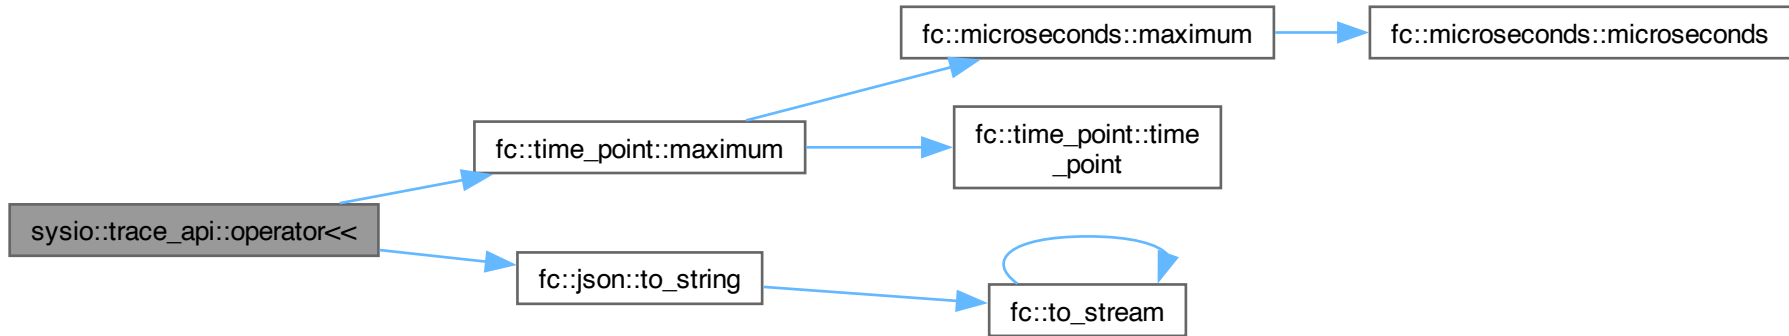 sysio::trace_api::operator<<
fc::time_point::maximum
fc::microseconds::maximum
fc::microseconds::microseconds
fc::time_point::time
_point
fc::json::to_string
fc::to_stream